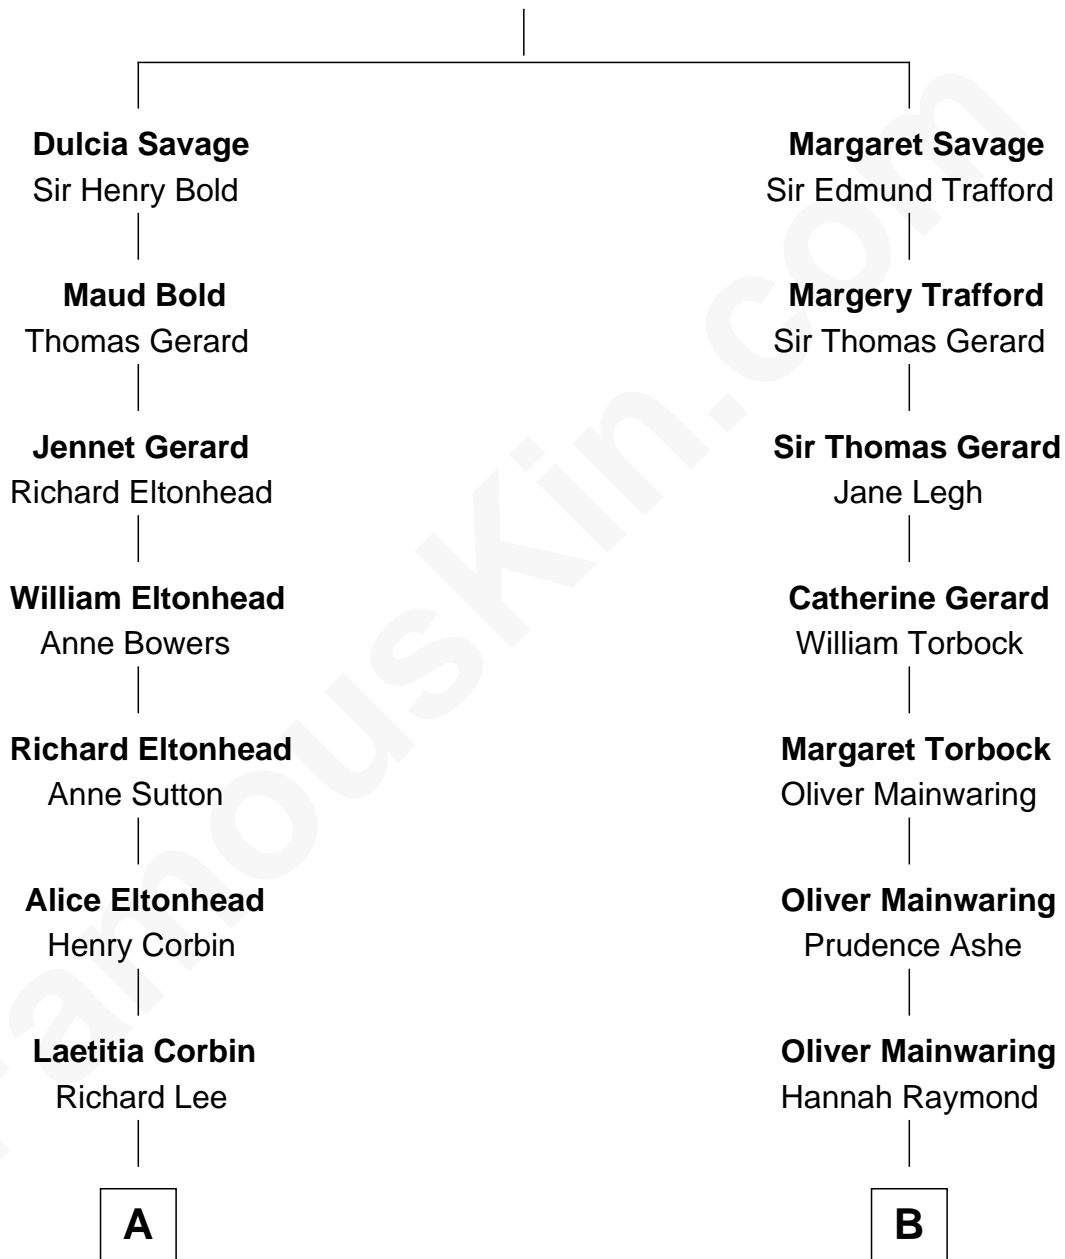 Dulcia Savage
Sir Henry Bold
Maud Bold
Thomas Gerard
Jennet Gerard
Richard Eltonhead
William Eltonhead
Anne Bowers
Richard Eltonhead
Anne Sutton
Alice Eltonhead
Henry Corbin
Laetitia Corbin
Richard Lee
A
Margaret Savage
Sir Edmund Trafford
Margery Trafford
Sir Thomas Gerard
Sir Thomas Gerard
Jane Legh
Catherine Gerard
William Torbock
Margaret Torbock
Oliver Mainwaring
Oliver Mainwaring
Prudence Ashe
Oliver Mainwaring
Hannah Raymond
B
FamousKin.com